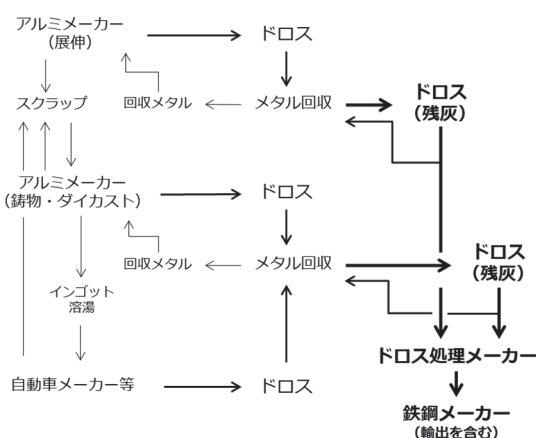 アルミメーカー
(展伸)
ドロス
スクラップ
回収メタル
メタル回収
ドロス
(残灰)
アルミメーカー
(鋳物・ダイカスト)
ドロス
回収メタル
メタル回収
ドロス
(残灰)
インゴット
溶湯
ドロス処理メーカー
自動車メーカー等
ドロス
鉄鋼メーカー
(輸出を含む)